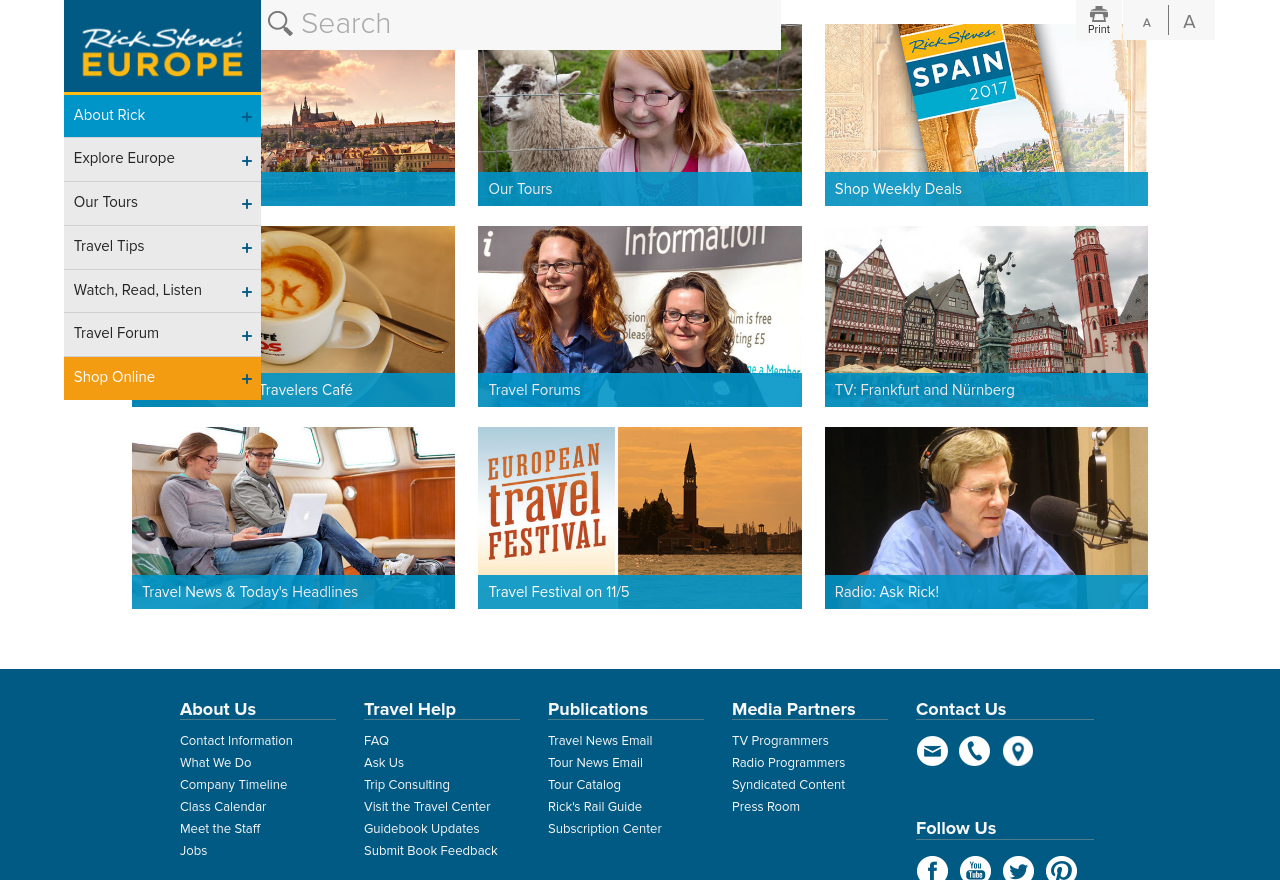 Rick Steves'
EUROPE
Search
Print
A
A
About Rick
Explore Europe
Our Tours
Travel Tips
Watch, Read, Listen
Travel Forum
Shop Online
Our Tours
Rick Steves'
SPAIN
2017
Shop Weekly Deals
Travelers Café
i
Information
is free
£5
Travel Forums
TV: Frankfurt and Nürnberg
Travel News & Today's Headlines
EUROPEAN
travel
FESTIVAL
Travel Festival on 11/5
Radio: Ask Rick!
About Us
Contact Information
What We Do
Company Timeline
Class Calendar
Meet the Staff
Jobs
Travel Help
FAQ
Ask Us
Trip Consulting
Visit the Travel Center
Guidebook Updates
Submit Book Feedback
Publications
Travel News Email
Tour News Email
Tour Catalog
Rick's Rail Guide
Subscription Center
Media Partners
TV Programmers
Radio Programmers
Syndicated Content
Press Room
Contact Us
Follow Us
You
Tube